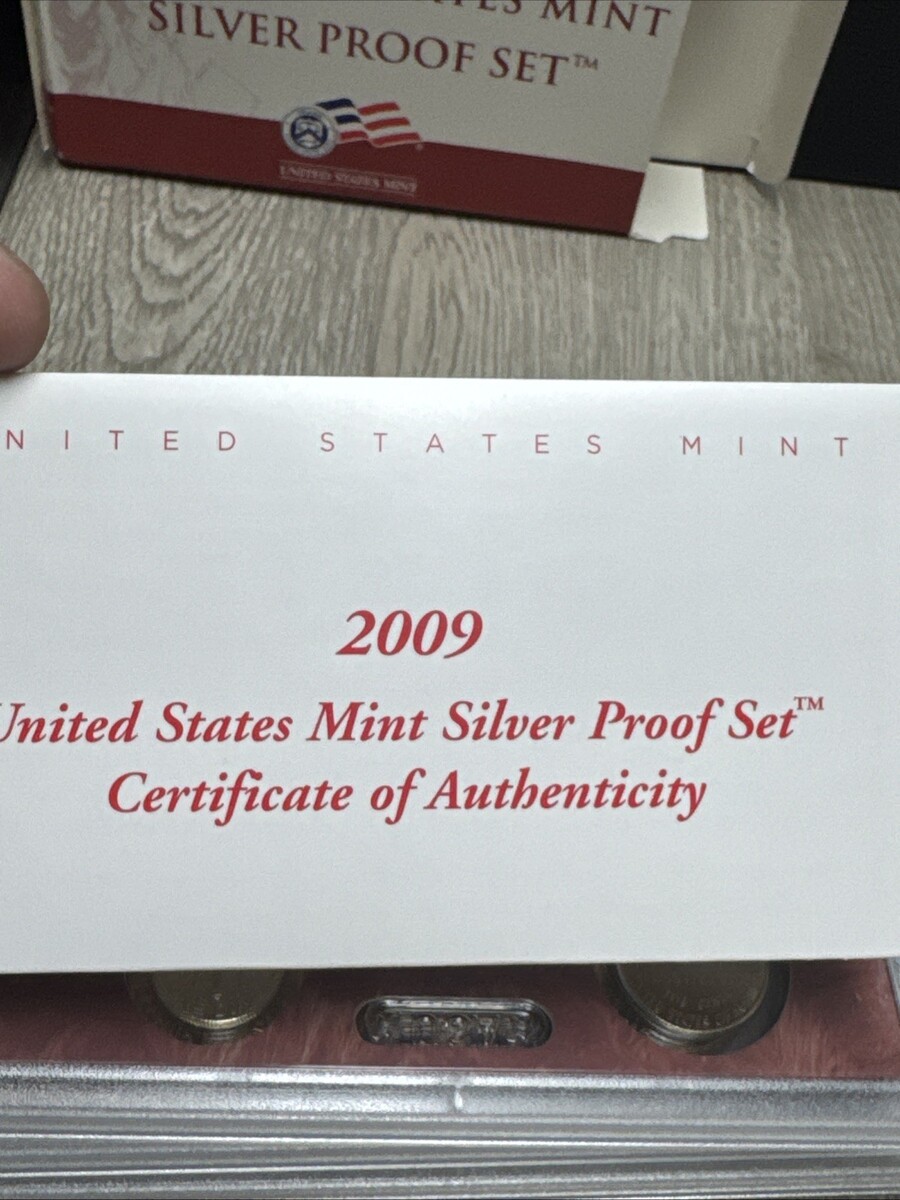 MINT
SILVER PROOF SET™
UNITED STATES MINT
NITED STATES MINT
2009
United States Mint Silver Proof Set™
Certificate of Authenticity